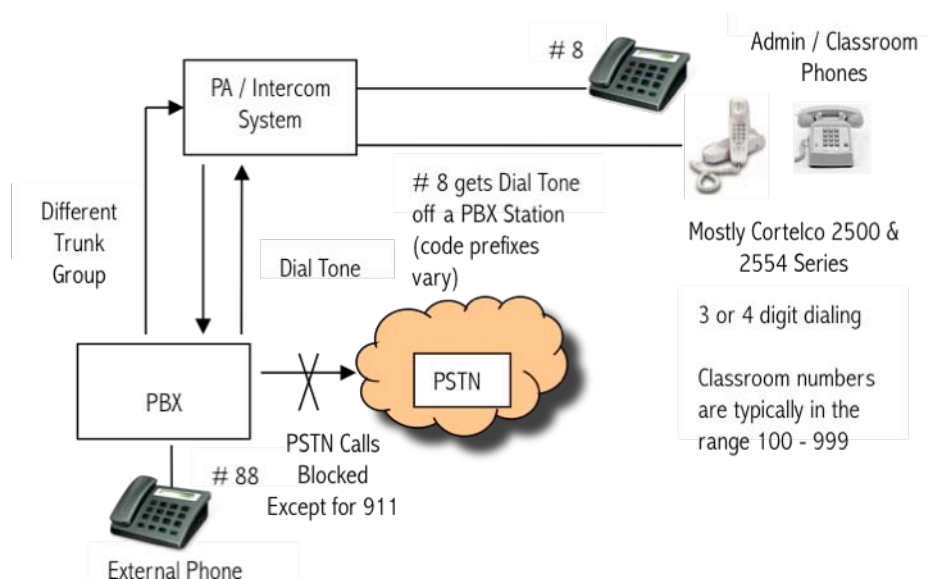 # 8
Admin / Classroom
Phones
PA / Intercom
System
# 8 gets Dial Tone
off a PBX Station
(code prefixes
vary)
Different
Trunk
Group
Dial Tone
Mostly Cortelco 2500 &
2554 Series
3 or 4 digit dialing
Classroom numbers
are typically in the
range 100 - 999
PBX
PSTN
PSTN Calls
Blocked
Except for 911
# 88
External Phone